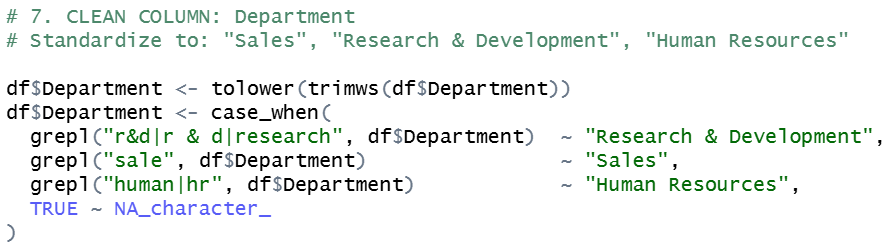 # 7. CLEAN COLUMN: Department
# Standardize to: "Sales", "Research & Development", "Human Resources"

df$Department <- tolower(trimws(df$Department))
df$Department <- case_when(
  grepl("r&d|r & d|research", df$Department)  ~ "Research & Development",
  grepl("sale", df$Department)                ~ "Sales",
  grepl("human|hr", df$Department)            ~ "Human Resources",
  TRUE ~ NA_character_
)